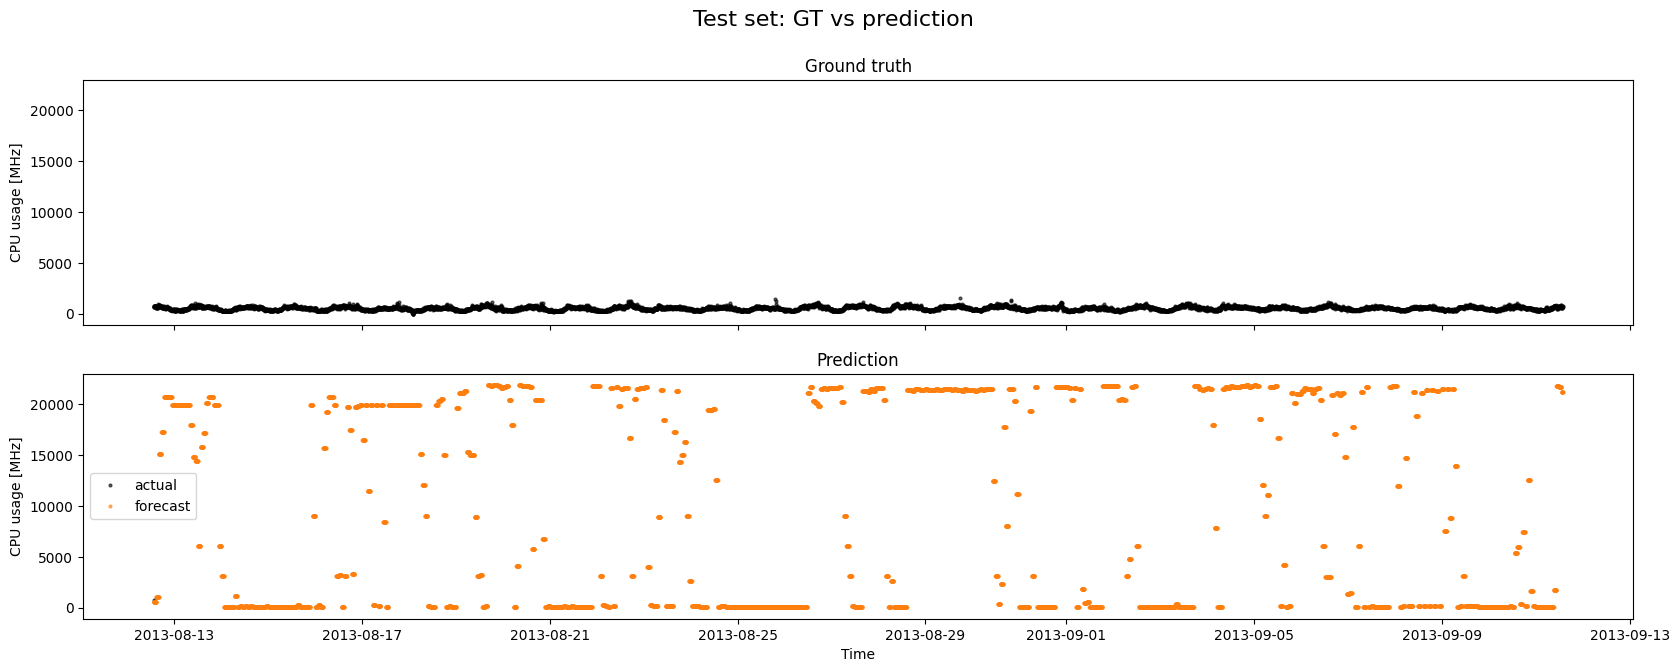 Test set: GT vs prediction
Ground truth
20000
15000
10000
5000
0
CPU usage [MHz]
Prediction
20000
15000
10000
5000
0
CPU usage [MHz]
actual
forecast
2013-08-13 2013-08-17 2013-08-21 2013-08-25 2013-08-29 2013-09-01 2013-09-05 2013-09-09 2013-09-13
Time